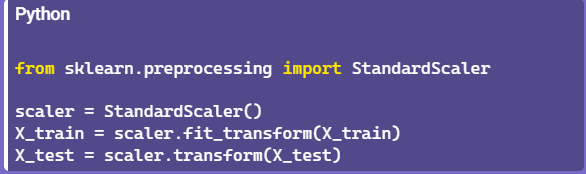 Python
from sklearn.preprocessing import StandardScaler
scaler = StandardScaler()
X_train = scaler.fit_transform(X_train)
X_test = scaler.transform(X_test)